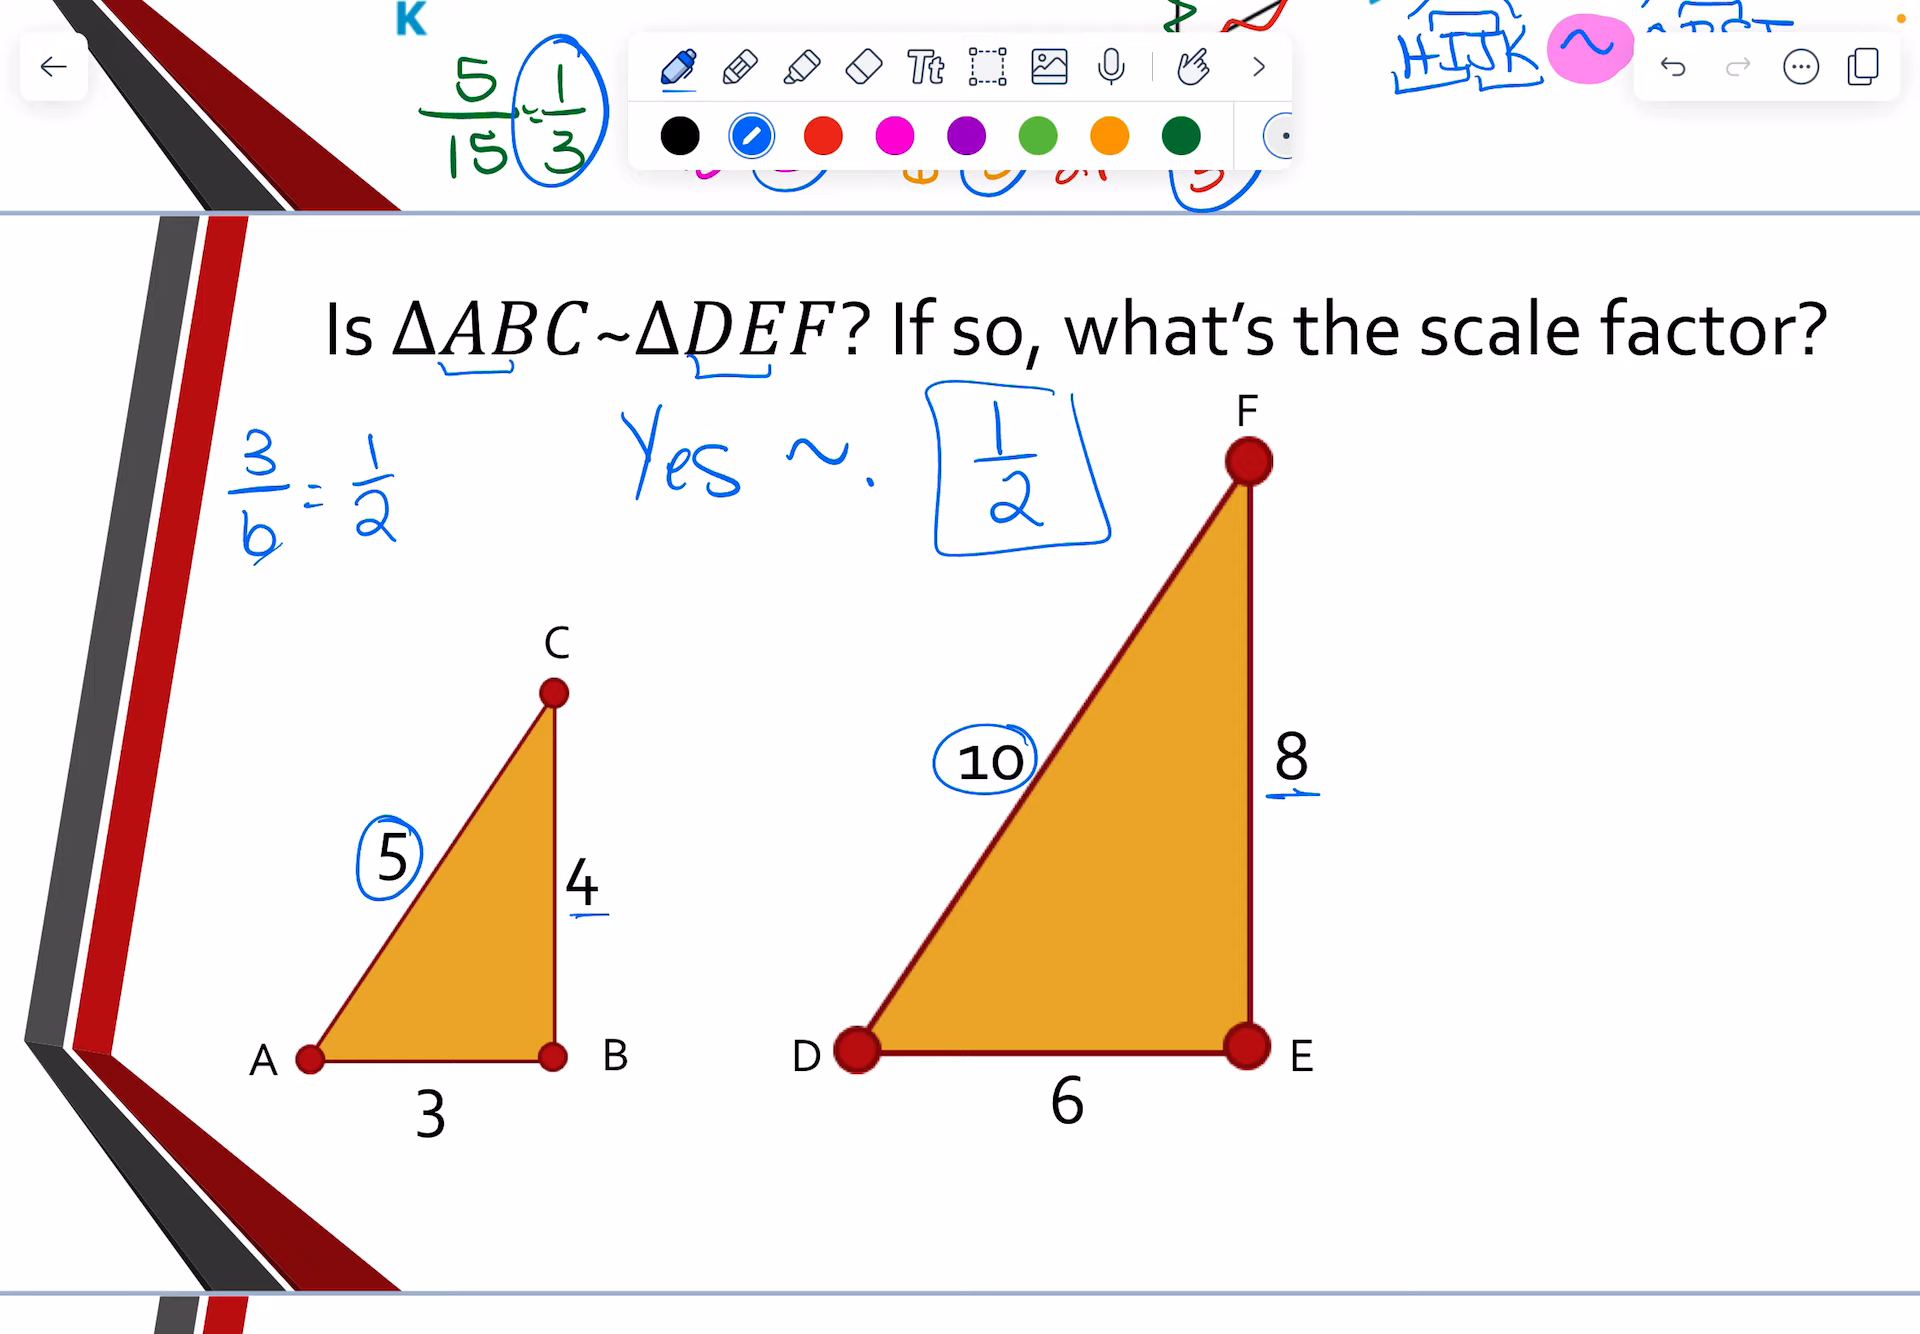 K
5/15 = 1/3
Tt
HIJK ~
Is ΔABC~ΔDEF? If so, what's the scale factor?
3/6 = 1/2
Yes ~. 1/2
F
C
10
8
5
4
A
B
D
E
3
6